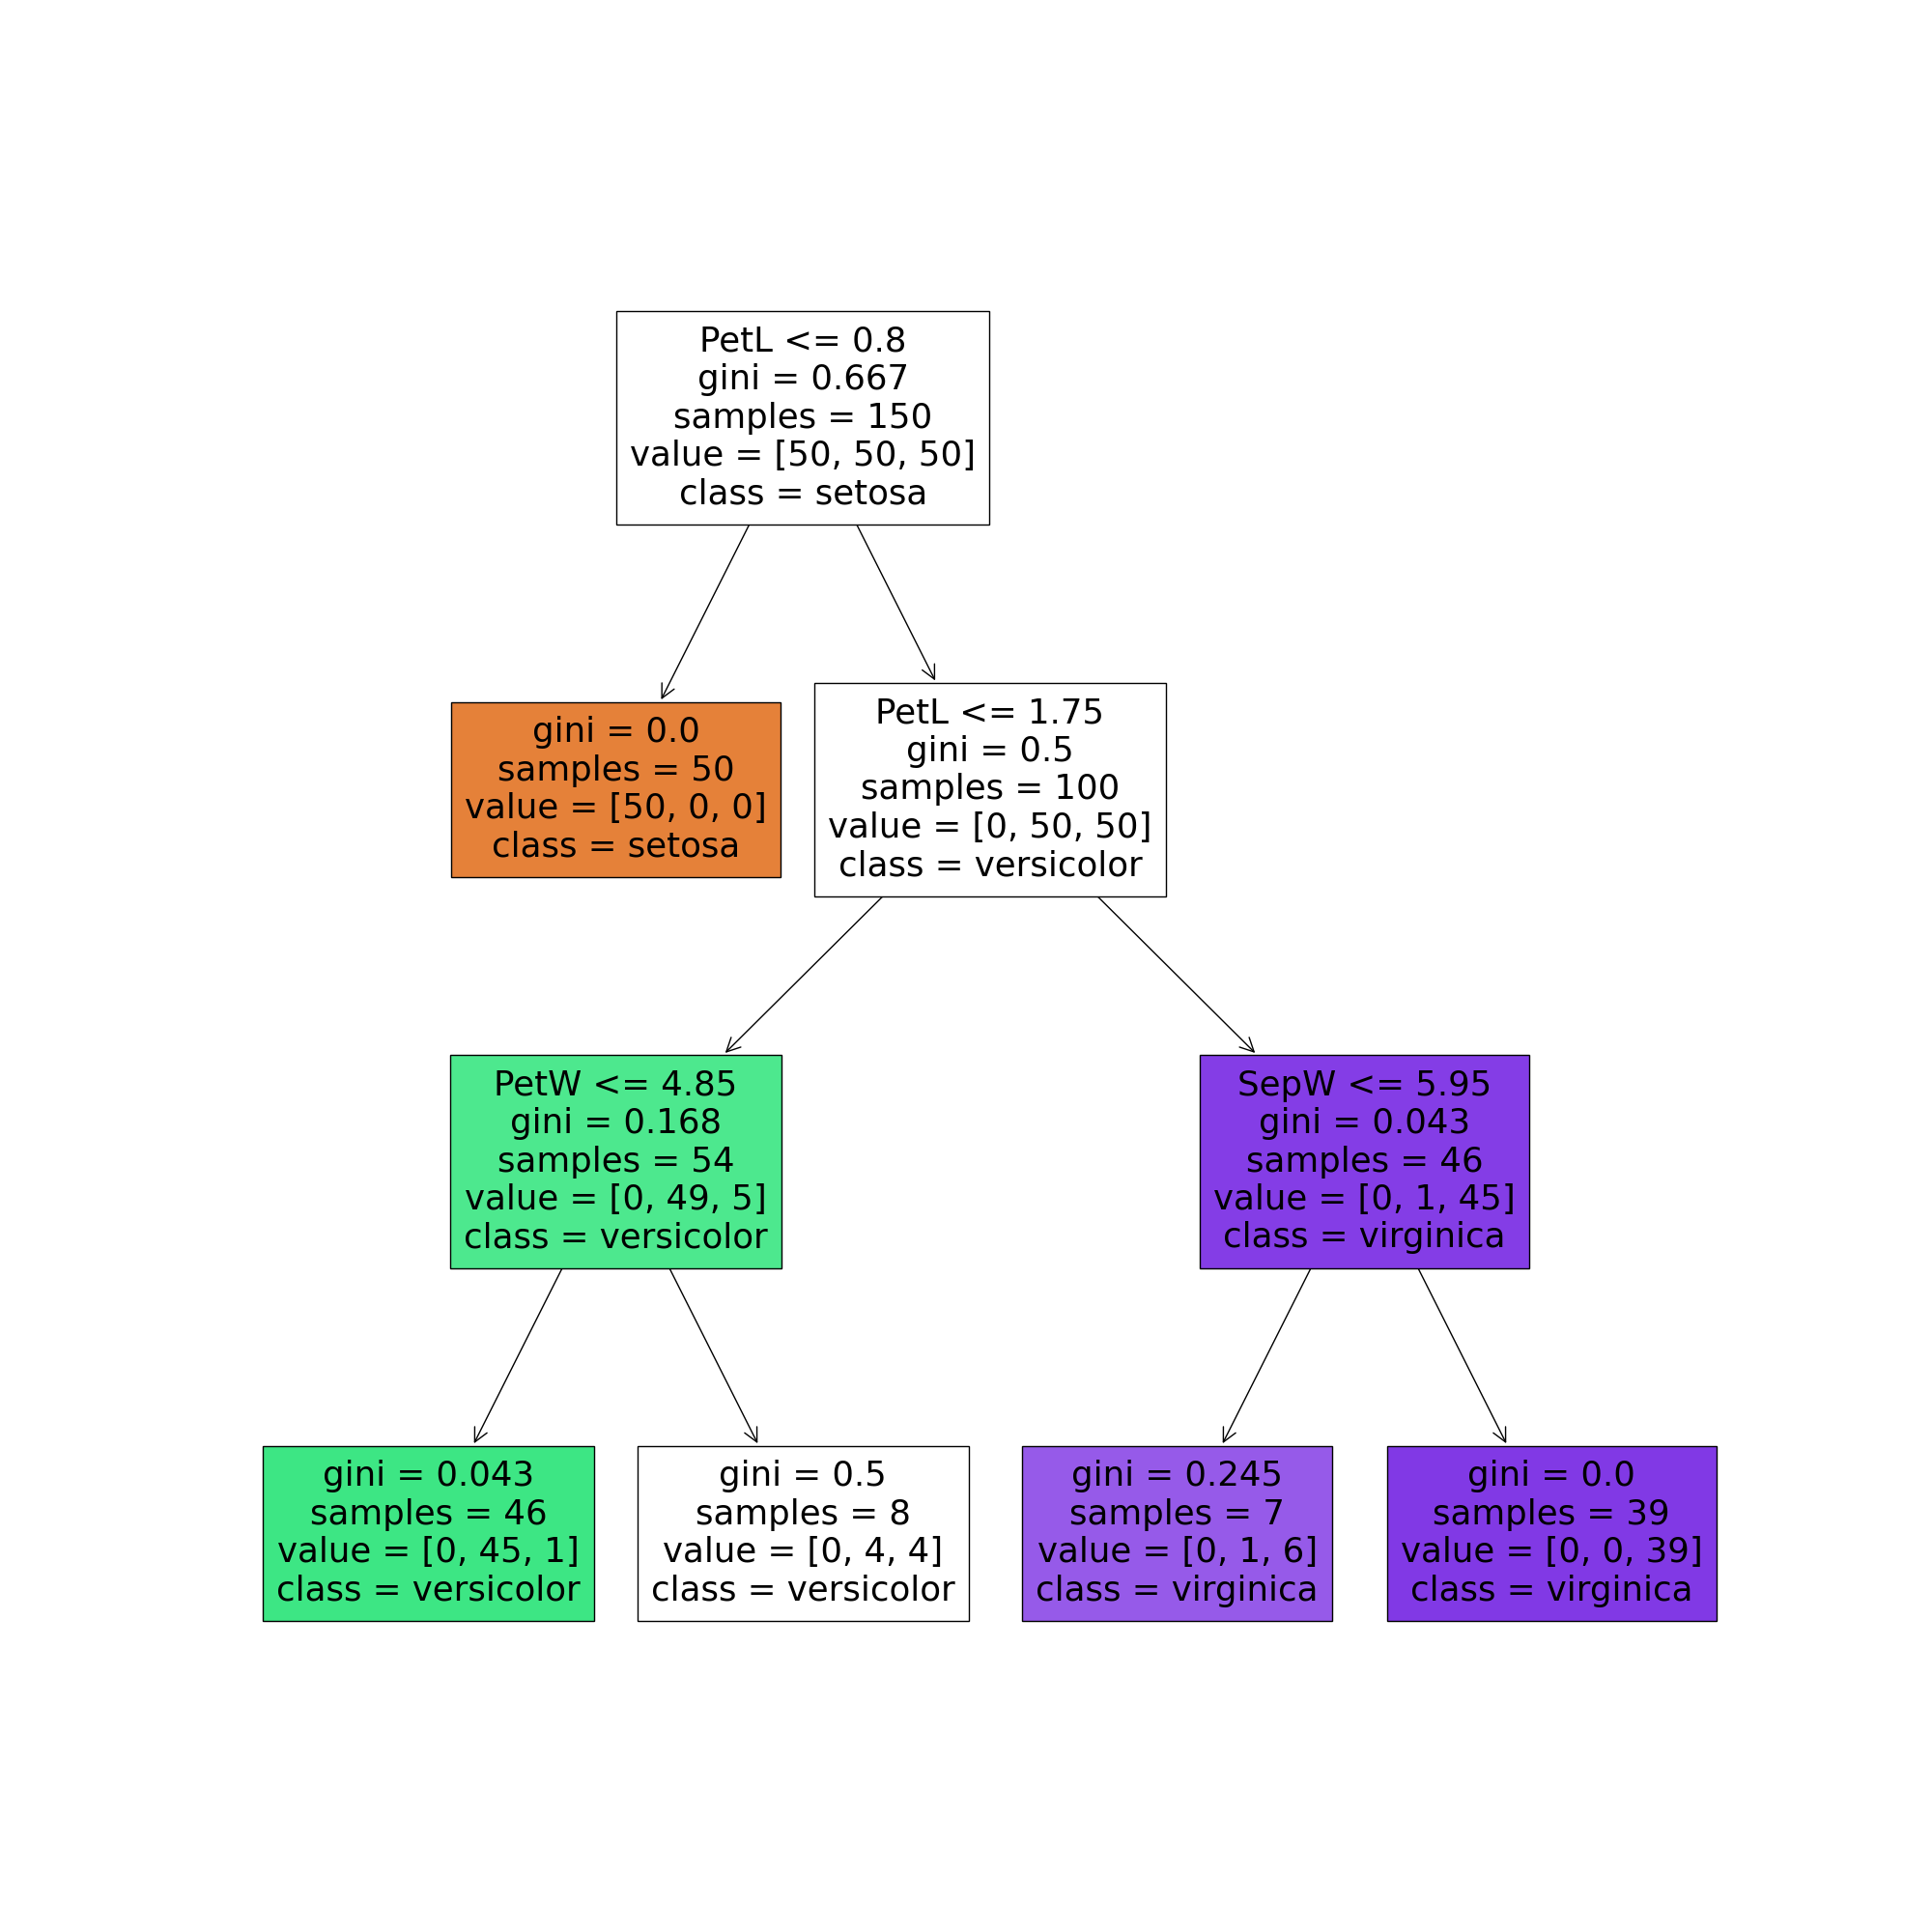 PetL <= 0.8
gini = 0.667
samples = 150
value = [50, 50, 50]
class = setosa
gini = 0.0
samples = 50
value = [50, 0, 0]
class = setosa
PetL <= 1.75
gini = 0.5
samples = 100
value = [0, 50, 50]
class = versicolor
PetW <= 4.85
gini = 0.168
samples = 54
value = [0, 49, 5]
class = versicolor
SepW <= 5.95
gini = 0.043
samples = 46
value = [0, 1, 45]
class = virginica
gini = 0.043
samples = 46
value = [0, 45, 1]
class = versicolor
gini = 0.5
samples = 8
value = [0, 4, 4]
class = versicolor
gini = 0.245
samples = 7
value = [0, 1, 6]
class = virginica
gini = 0.0
samples = 39
value = [0, 0, 39]
class = virginica